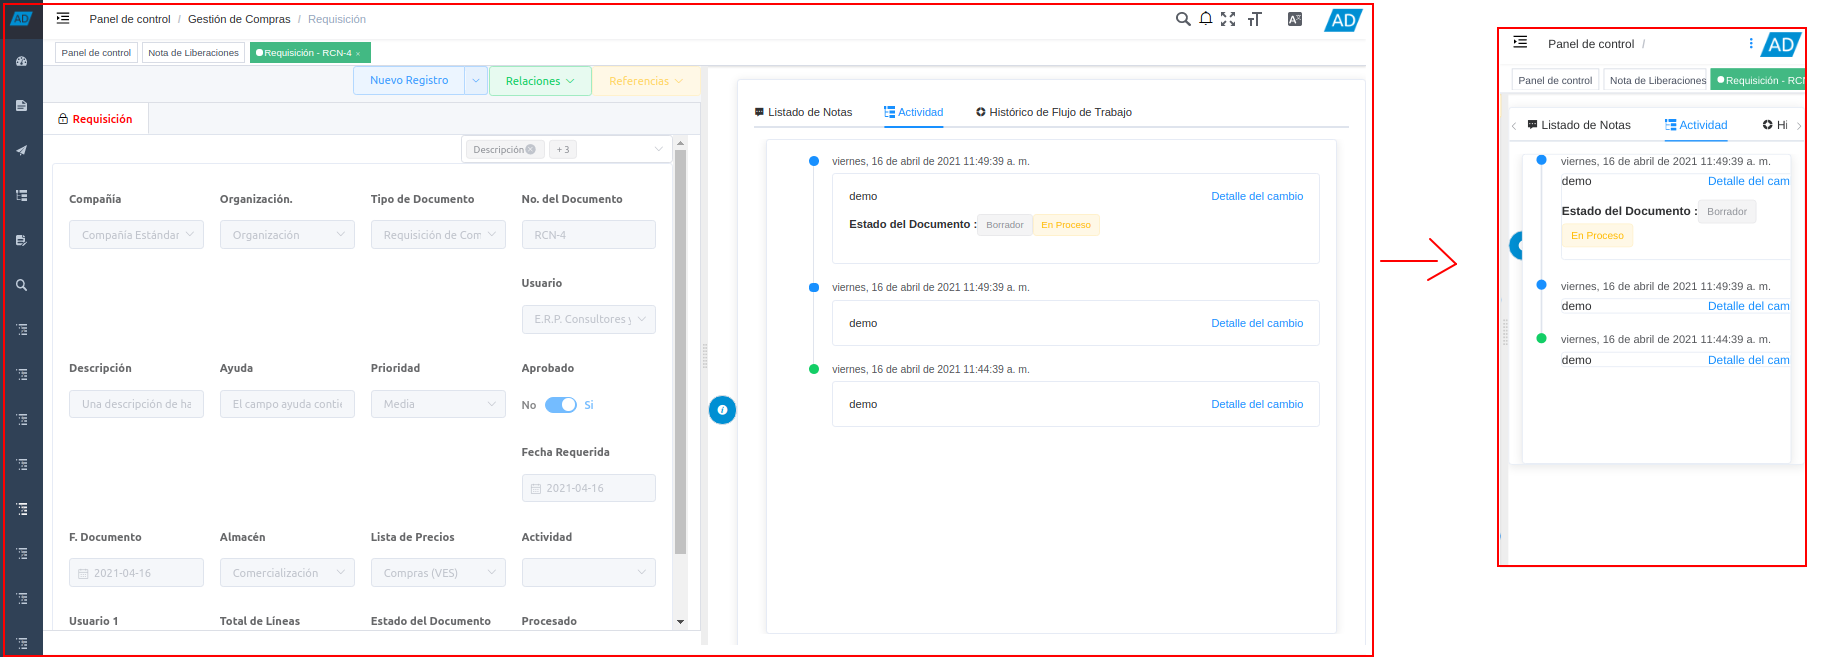 AD
Panel de control / Gestión de Compras / Requisición
AD
Panel de control
Nota de Liberaciones
Requisición - RCN-4 ×
Nuevo Registro
Relaciones
Referencias
Requisición
Descripción
+ 3
Compañía
Organización.
Tipo de Documento
No. del Documento
Compañía Estándar
Organización
Requisición de Com
RCN-4
Usuario
E.R.P. Consultores y
Descripción
Ayuda
Prioridad
Aprobado
Una descripción de ha
El campo ayuda contie
Media
No
Si
Fecha Requerida
2021-04-16
F. Documento
Almacén
Lista de Precios
Actividad
2021-04-16
Comercialización
Compras (VES)
Usuario 1
Total de Líneas
Estado del Documento
Procesado
Listado de Notas
Actividad
Histórico de Flujo de Trabajo
viernes, 16 de abril de 2021 11:49:39 a. m.
demo
Detalle del cambio
Estado del Documento : Borrador En Proceso
viernes, 16 de abril de 2021 11:49:39 a. m.
demo
Detalle del cambio
viernes, 16 de abril de 2021 11:44:39 a. m.
demo
Detalle del cambio
Panel de control /
AD
Panel de control
Nota de Liberaciones
Requisición - RCN
Listado de Notas
Actividad
Hi
viernes, 16 de abril de 2021 11:49:39 a. m.
demo
Detalle del cam
Estado del Documento : Borrador
En Proceso
viernes, 16 de abril de 2021 11:49:39 a. m.
demo
Detalle del cam
viernes, 16 de abril de 2021 11:44:39 a. m.
demo
Detalle del cam